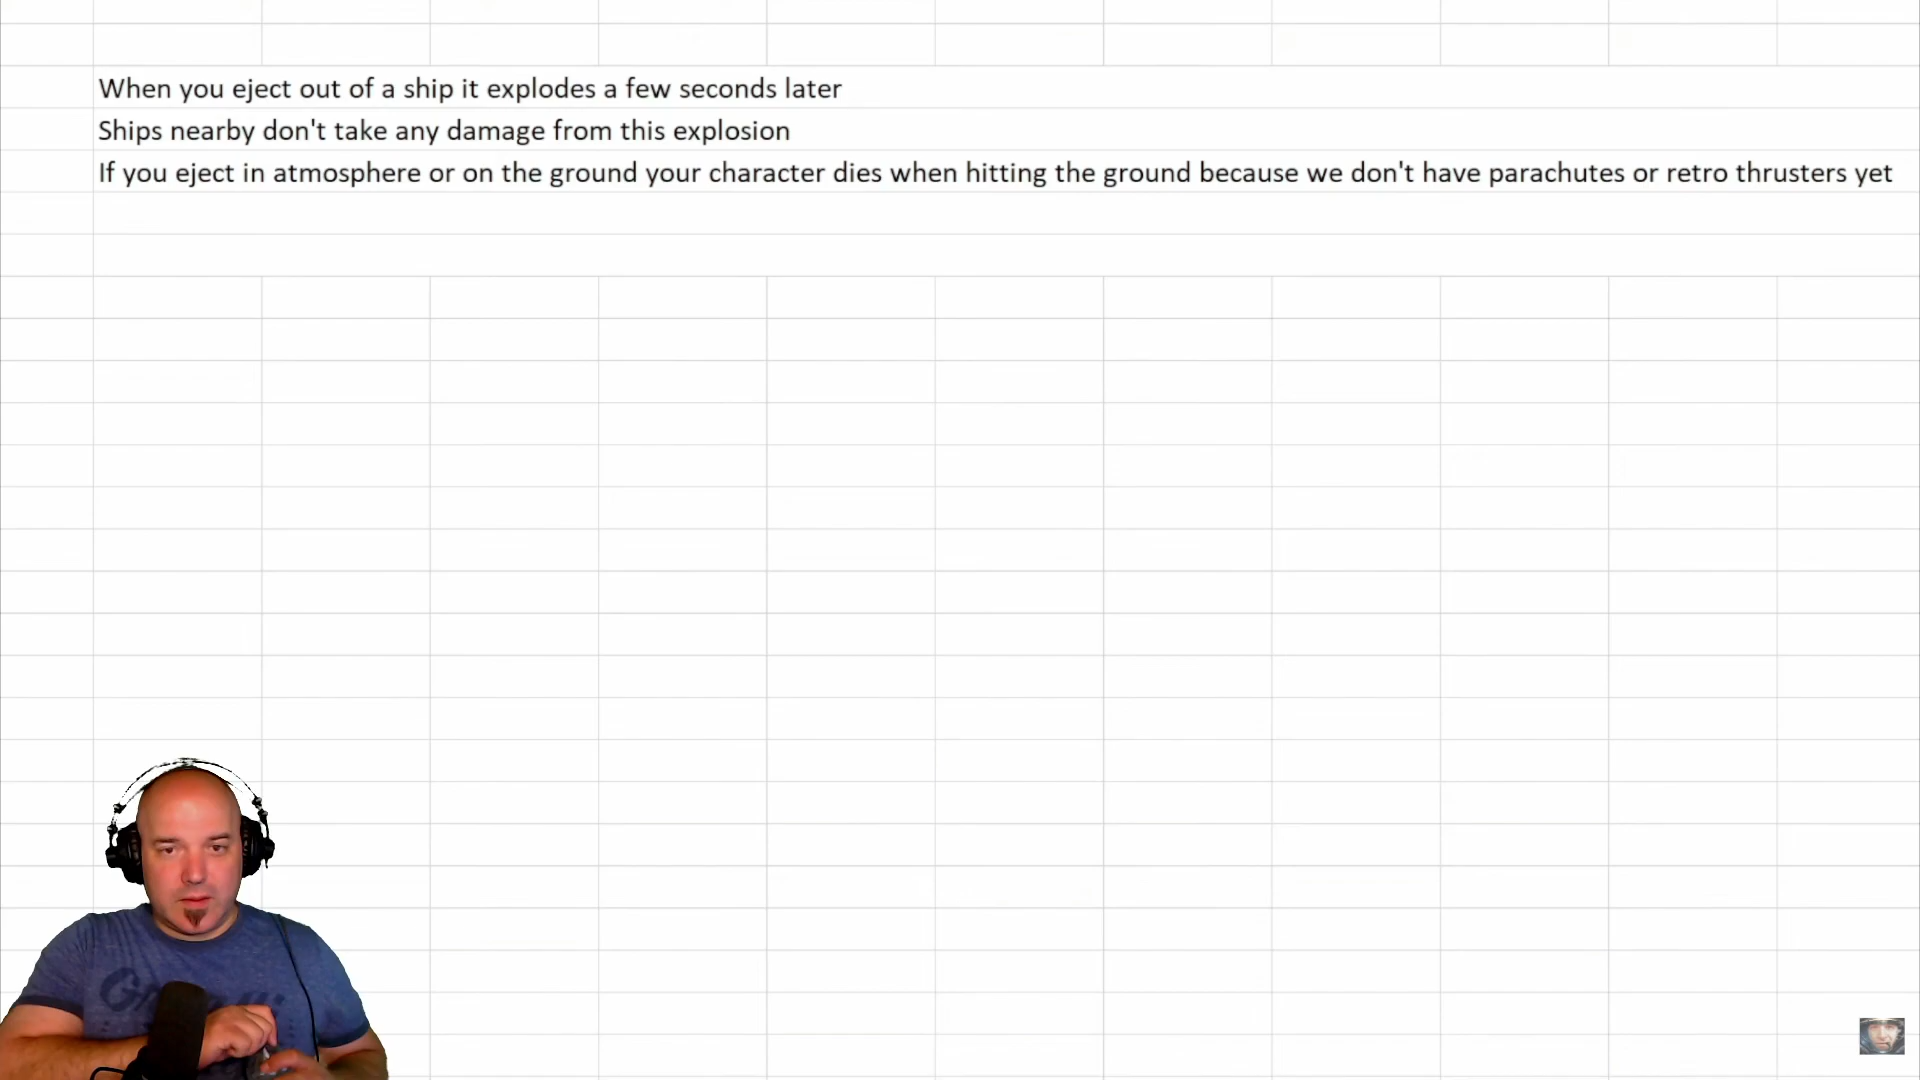 When you eject out of a ship it explodes a few seconds later
Ships nearby don't take any damage from this explosion
If you eject in atmosphere or on the ground your character dies when hitting the ground because we don't have parachutes or retro thrusters yet